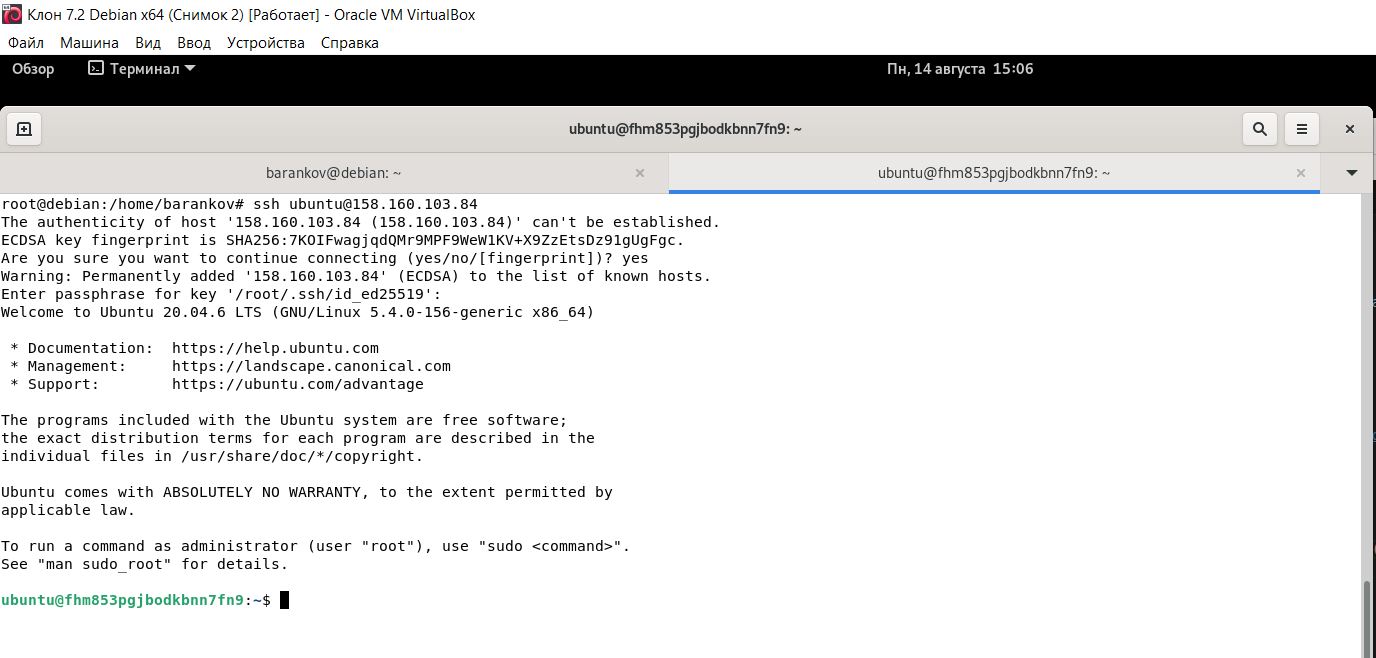 Клон 7.2 Debian x64 (Снимок 2) [Работает] - Oracle VM VirtualBox
Файл Машина Вид Ввод Устройства Справка
Обзор Терминал Пн, 14 августа 15:06
ubuntu@fhm853pgjbodkbnn7fn9: ~
barankov@debian: ~ ubuntu@fhm853pgjbodkbnn7fn9: ~
root@debian:/home/barankov# ssh ubuntu@158.160.103.84
The authenticity of host '158.160.103.84 (158.160.103.84)' can't be established.
ECDSA key fingerprint is SHA256:7KOIFwagjqdQMr9MPF9WeW1KV+X9ZzEtsDz91gUgFgc.
Are you sure you want to continue connecting (yes/no/[fingerprint])? yes
Warning: Permanently added '158.160.103.84' (ECDSA) to the list of known hosts.
Enter passphrase for key '/root/.ssh/id_ed25519':
Welcome to Ubuntu 20.04.6 LTS (GNU/Linux 5.4.0-156-generic x86_64)
* Documentation: https://help.ubuntu.com
* Management: https://landscape.canonical.com
* Support: https://ubuntu.com/advantage
The programs included with the Ubuntu system are free software;
the exact distribution terms for each program are described in the
individual files in /usr/share/doc/*/copyright.
Ubuntu comes with ABSOLUTELY NO WARRANTY, to the extent permitted by
applicable law.
To run a command as administrator (user "root"), use "sudo <command>".
See "man sudo_root" for details.
ubuntu@fhm853pgjbodkbnn7fn9:~$